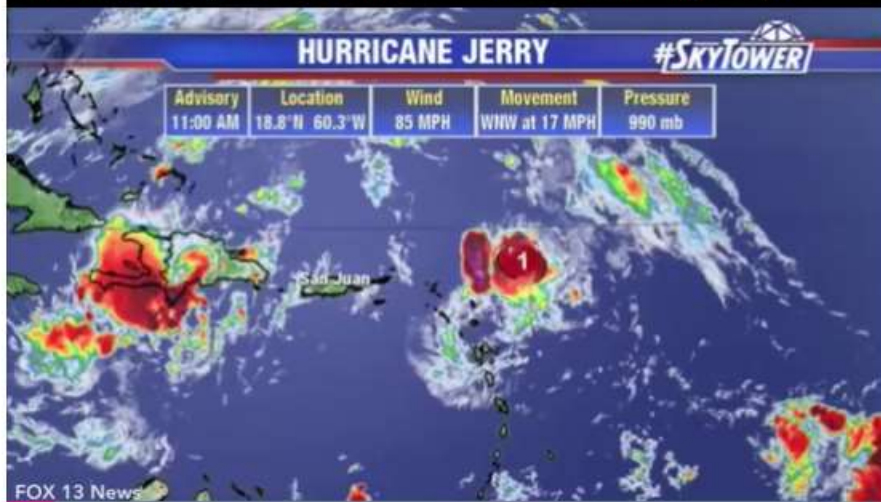 HURRICANE JERRY
#SKYTOWER
Advisory Location Wind Movement Pressure
11:00 AM 18.8°N 60.3°W 85 MPH WNW at 17 MPH 990 mb
San Juan
1
FOX 13 News